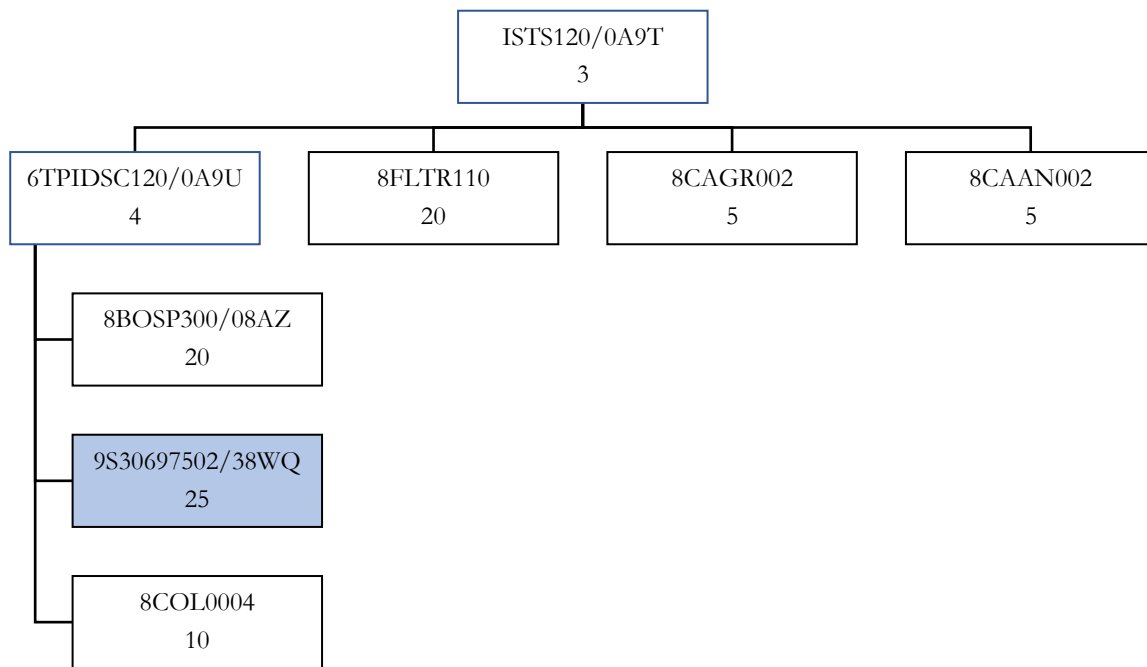 ISTS120/0A9T
3
6TPIDSC120/0A9U
4
8FLTR110
20
8CAGR002
5
8CAAN002
5
8BOSP300/08AZ
20
9S30697502/38WQ
25
8COL0004
10